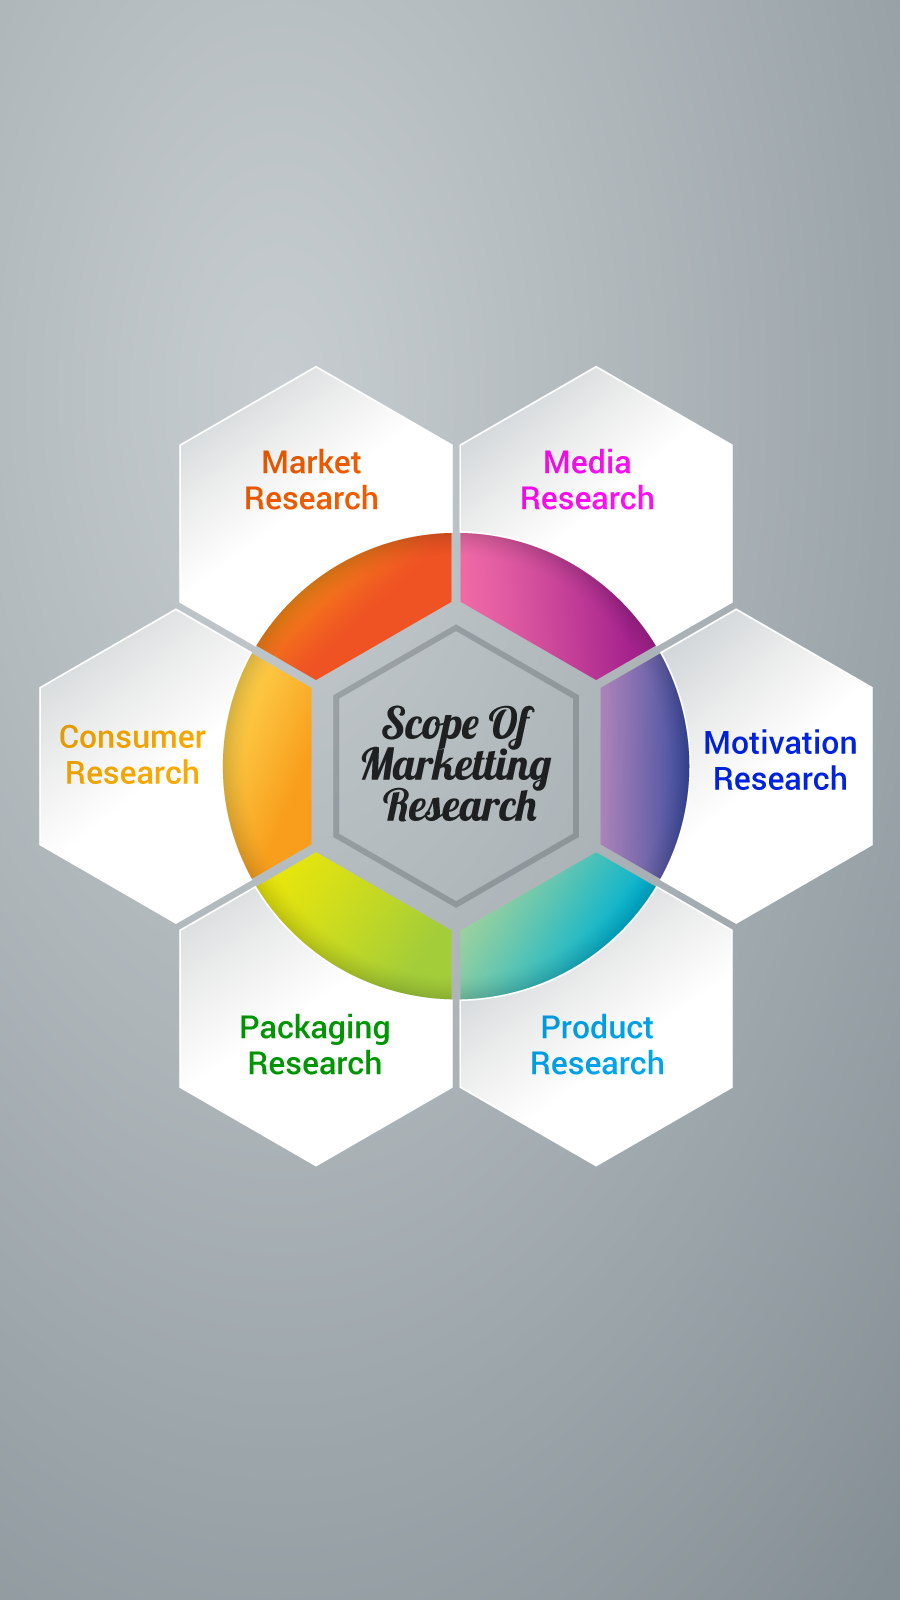 Market
Research
Media
Research
Consumer
Research
Scope Of
Marketting
Research
Motivation
Research
Packaging
Research
Product
Research